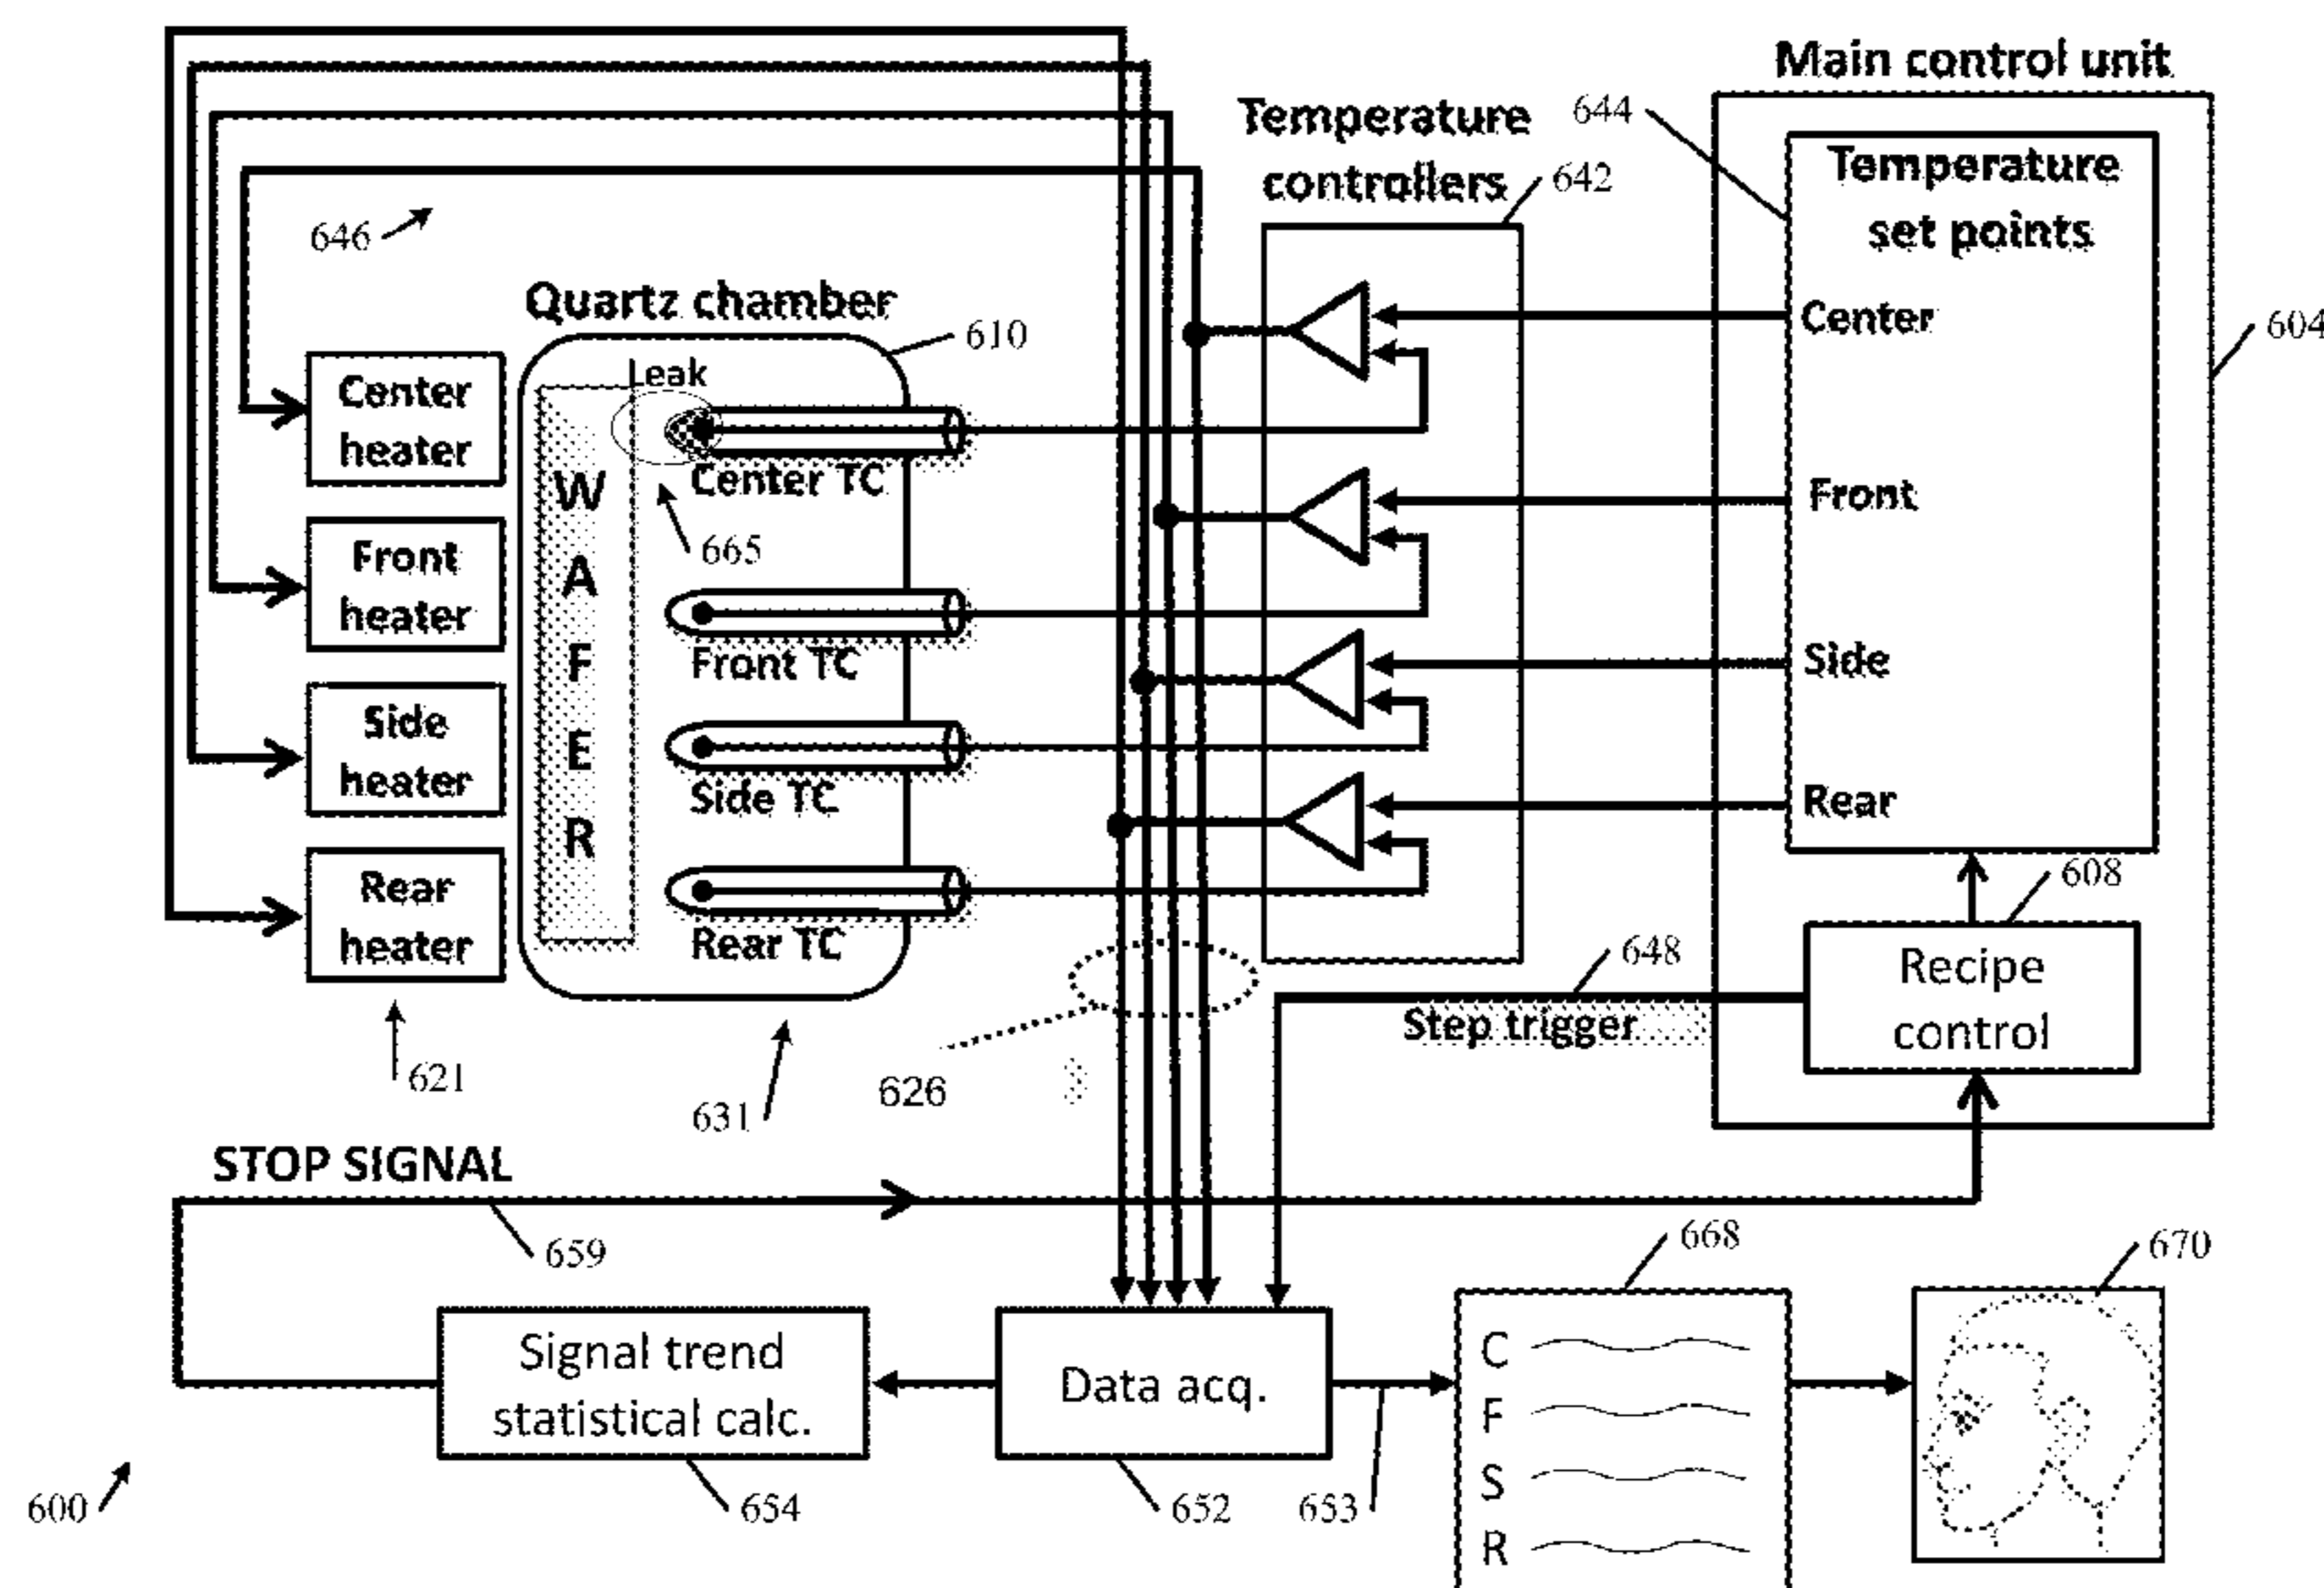 Main control unit
Temperature
controllers
644
642
Temperature
set points
646
Quartz chamber
610
604
Center
Front
Side
Rear
Leak
Center
heater
Front
heater
Side
heater
Rear
heater
W
A
F
E
R
Center TC
665
Front TC
Side TC
Rear TC
608
648
Recipe
control
Step trigger
621
631
626
STOP SIGNAL
659
668
670
Signal trend
statistical calc.
Data acq.
C
F
S
R
600
654
652
653